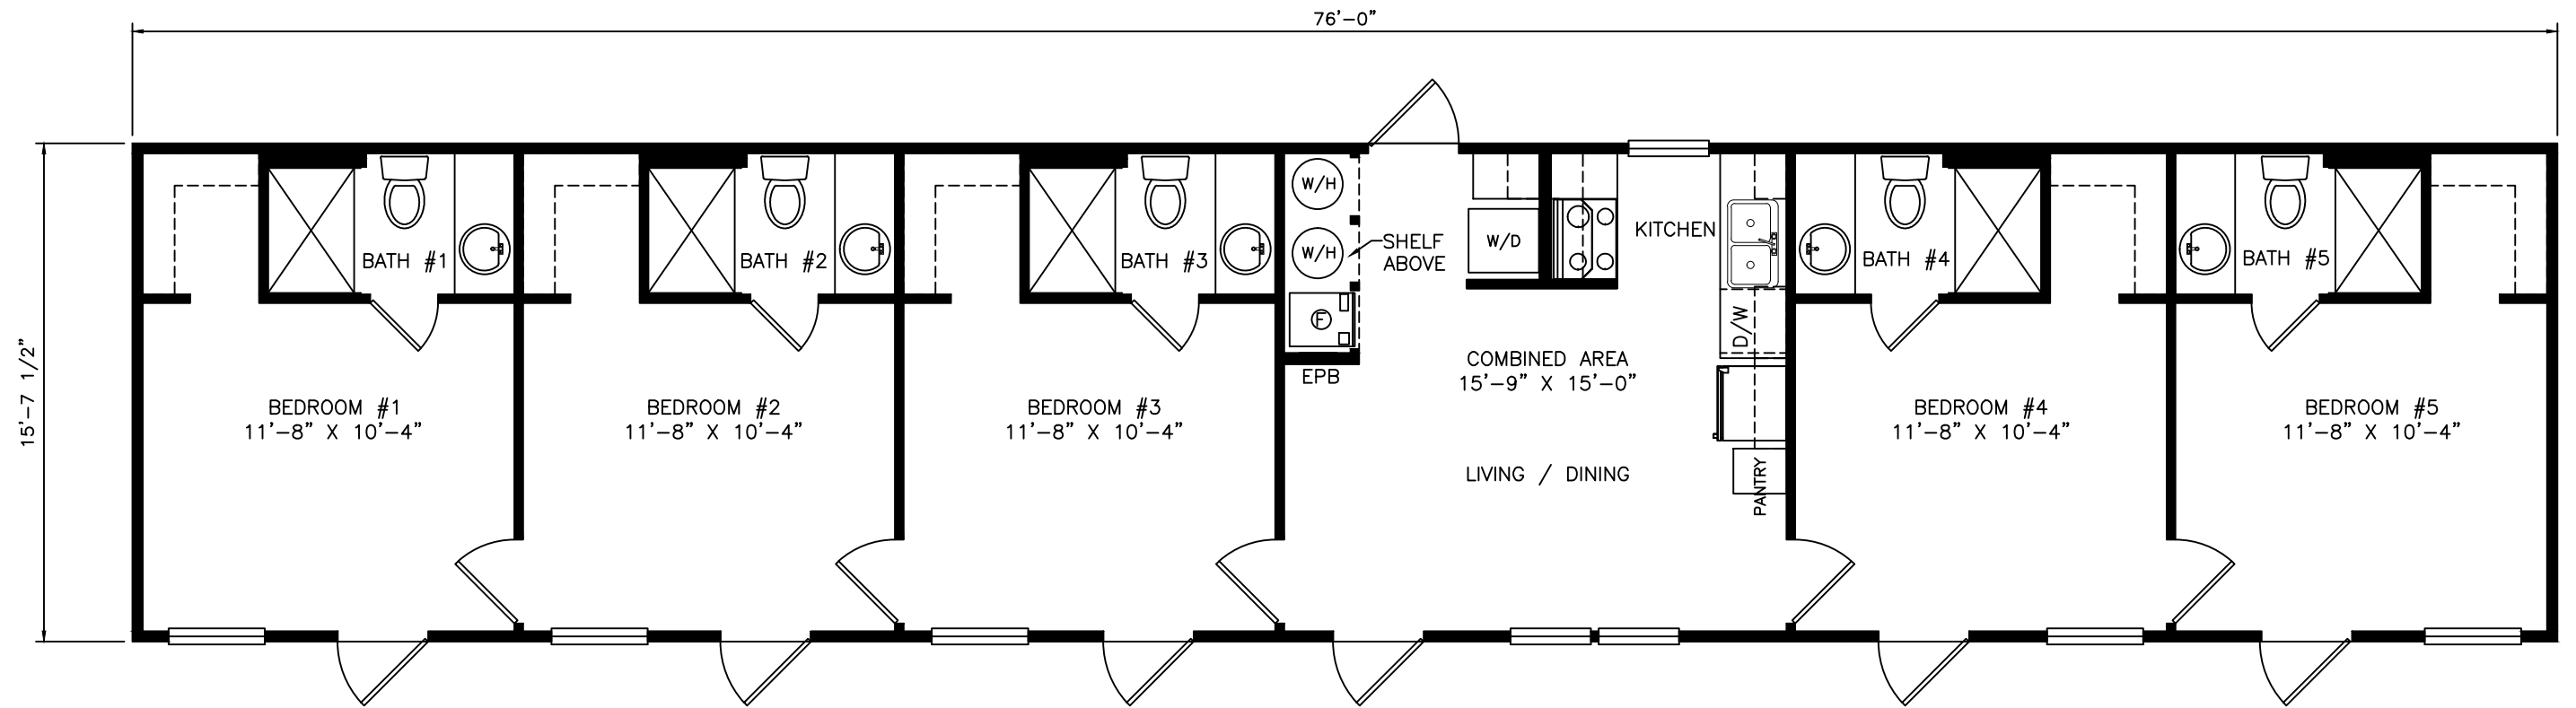 76'-0"
15'-7 1/2"
BATH #1
BATH #2
BATH #3
W/H
W/H
F
EPB
SHELF
ABOVE
W/D
KITCHEN
D/W
PANTRY
BATH #4
BATH #5
COMBINED AREA
15'-9" X 15'-0"
LIVING / DINING
BEDROOM #1
11'-8" X 10'-4"
BEDROOM #2
11'-8" X 10'-4"
BEDROOM #3
11'-8" X 10'-4"
BEDROOM #4
11'-8" X 10'-4"
BEDROOM #5
11'-8" X 10'-4"